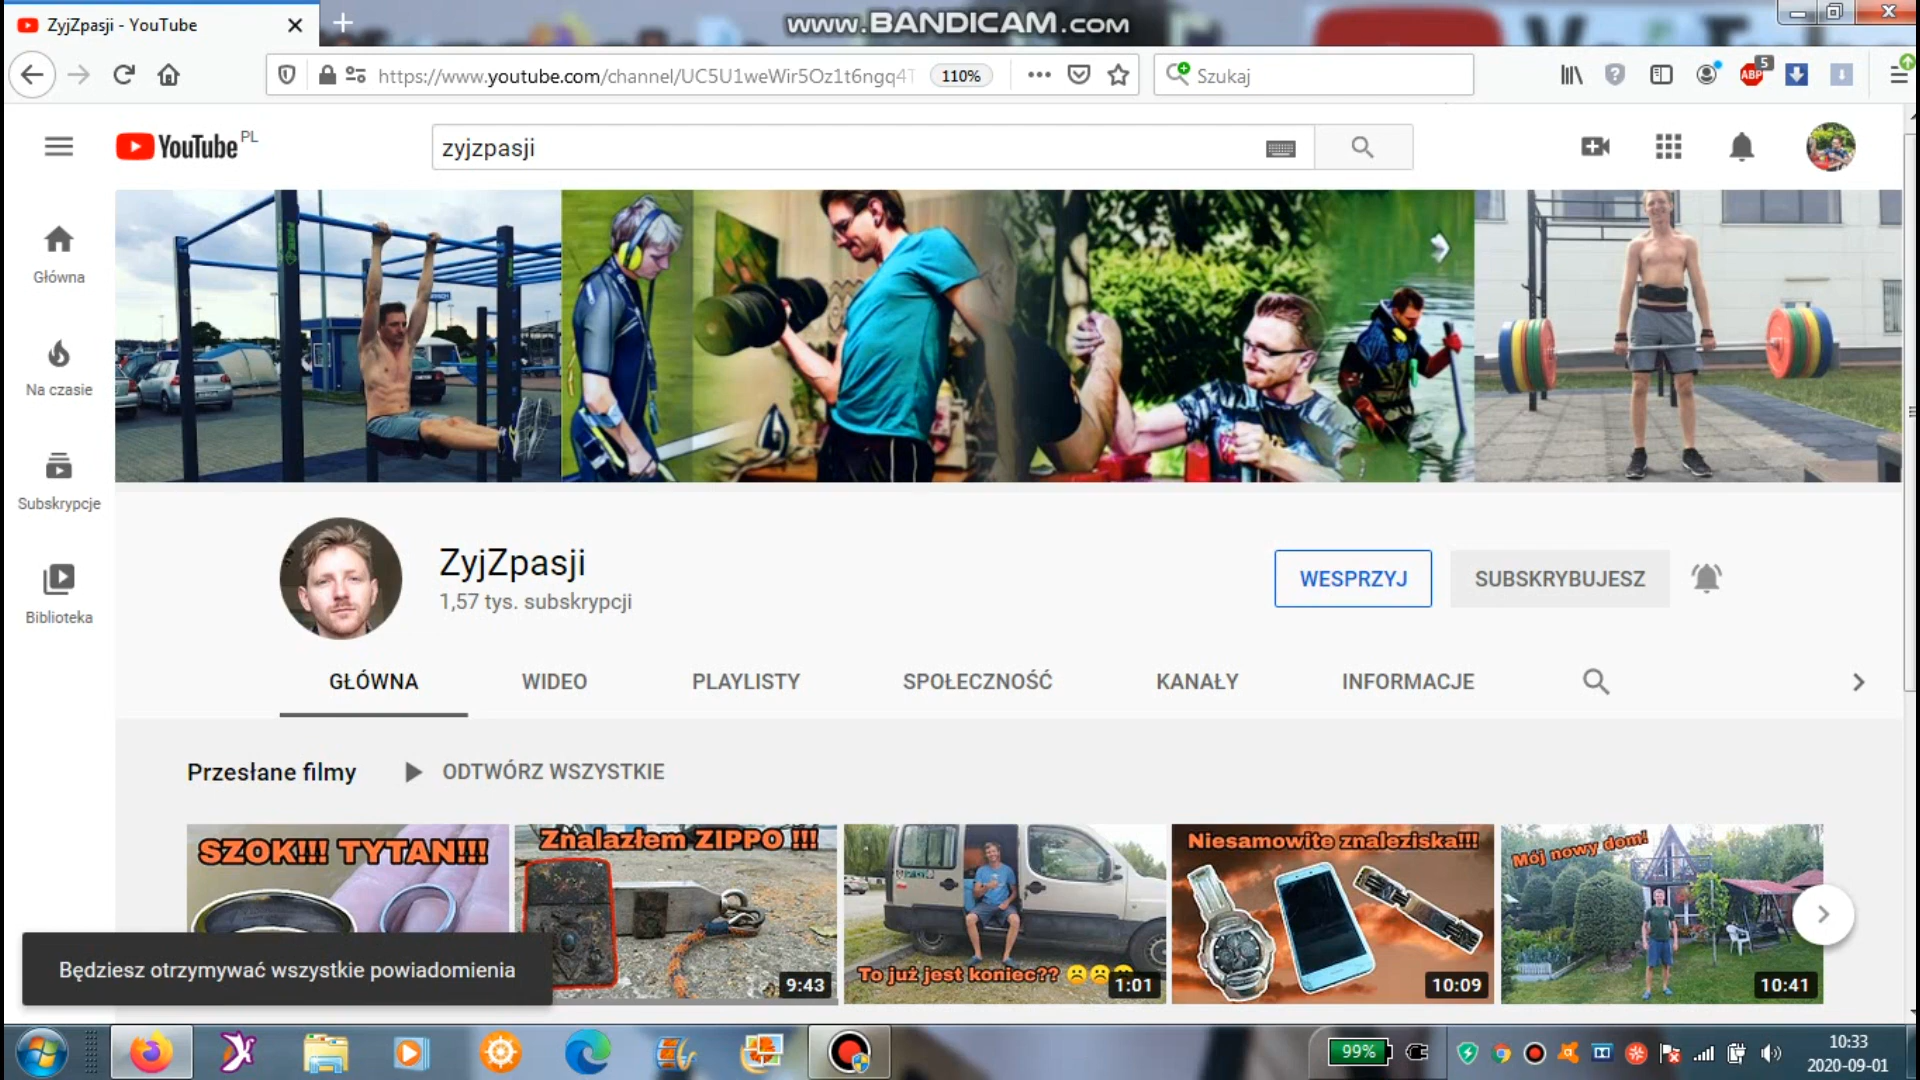 ZyjZpasji - YouTube
www.BANDICAM.com
https://www.youtube.com/channel/UC5U1weWir5Oz1t6ngq4T
110%
Szukaj
ABP
5
YouTube PL
zyjzpasji
Główna
Na czasie
Subskrypcje
Biblioteka
ZyjZpasji
1,57 tys. subskrypcji
WESPRZYJ
SUBSKRYBUJESZ
GŁÓWNA
WIDEO
PLAYLISTY
SPOŁECZNOŚĆ
KANAŁY
INFORMACJE
Przesłane filmy
ODTWÓRZ WSZYSTKIE
SZOK!!! TYTAN!!!
Znalazłem ZIPPO !!!
9:43
To już jest koniec??
1:01
Niesamowite znaleziska!!!
10:09
Mój nowy dom!
10:41
Będziesz otrzymywać wszystkie powiadomienia
99%
10:33
2020-09-01